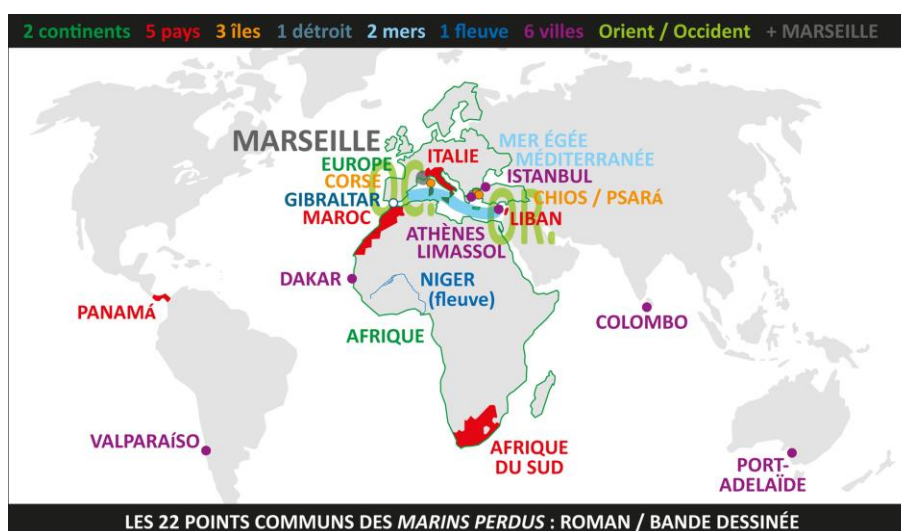 2 continents 5 pays 3 îles 1 détroit 2 mers 1 fleuve 6 villes Orient / Occident + MARSEILLE
MARSEILLE
EUROPE
CORSE
GIBRALTAR
MAROC
ITALIE
OC.
MER ÉGÉE
MÉDITERRANÉE
ISTANBUL
CHIOS / PSARÁ
LIBAN
OR.
ATHÈNES
LIMASSOL
DAKAR
NIGER
(fleuve)
PANAMÁ
AFRIQUE
COLOMBO
VALPARAÍSO
AFRIQUE
DU SUD
PORT-
ADELAÏDE
LES 22 POINTS COMMUNS DES MARINS PERDUS : ROMAN / BANDE DESSINÉE